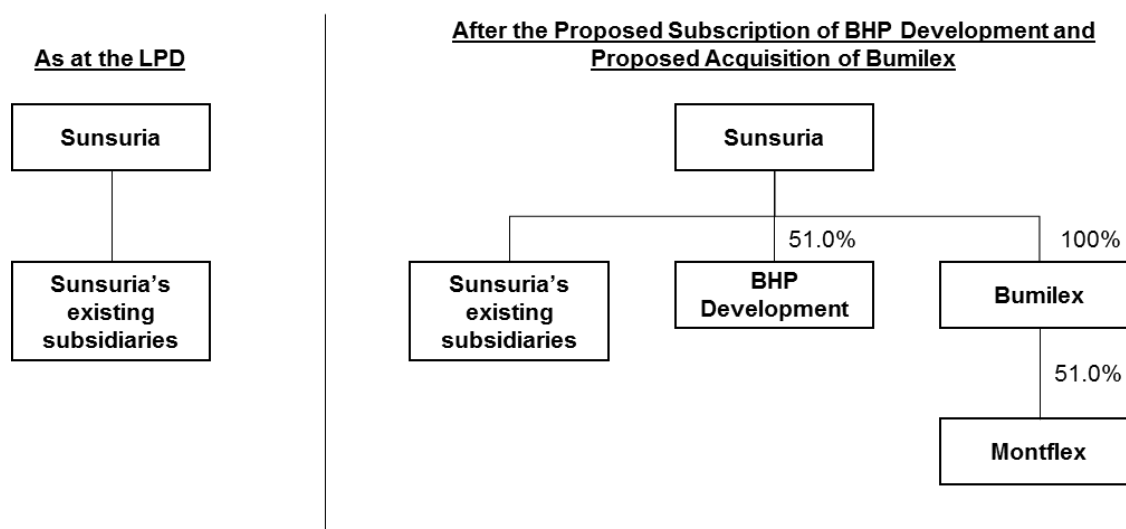 As at the LPD
Sunsuria
Sunsuria's
existing
subsidiaries
After the Proposed Subscription of BHP Development and
Proposed Acquisition of Bumilex
Sunsuria
51.0%
100%
Sunsuria's
existing
subsidiaries
BHP
Development
Bumilex
51.0%
Montflex